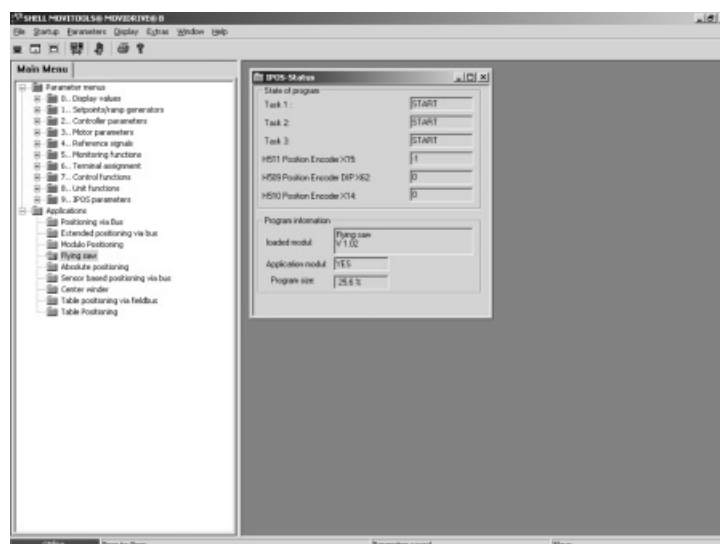 SHELL MOVITOOLS® MOVIDRIVE® B
File Startup Parameters Display Extras Window Help
Main Menu
Parameter menus
0.. Display values
1.. Setpoints/ramp generators
2.. Controller parameters
3.. Motor parameters
4.. Reference signals
5.. Monitoring functions
6.. Terminal assignment
7.. Control functions
8.. Unit functions
9.. IPOS parameters
Applications
Positioning via Bus
Extended positioning via bus
Modulo Positioning
Flying saw
Absolute positioning
Sensor based positioning via bus
Center winder
Table positioning via fieldbus
Table Positioning
IPOS-Status
State of program
Task 1 : START
Task 2: START
Task 3: START
H511 Position Encoder X15: -1
H509 Position Encoder DIP X62: 0
H510 Position Encoder X14: 0
Program information
loaded modul: Flying saw
V 1.02
Application modul: YES
Program size: 25.6 %